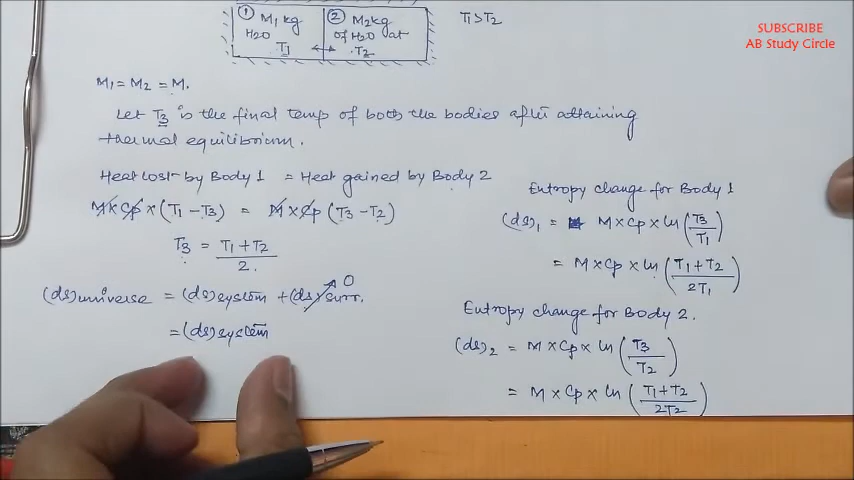 ① M1 kg
H2O
T1
② M2 kg
of H2O at
T2
T1 > T2
SUBSCRIBE
AB Study Circle
M1 = M2 = M.
Let T3 is the final temp of both the bodies after attaining
thermal equilibrium.
Heat lost by Body 1 = Heat gained by Body 2
M×Cp×(T1 – T3) = M×Cp(T3 – T2)
T3 = (T1+T2)/2.
(ds)universe = (ds)system + (ds)surr. 0
= (ds)system
Entropy change for Body 1
(ds)1 = M×Cp×ln(T3/T1)
= M×Cp×ln((T1+T2)/2T1)
Entropy change for Body 2.
(ds)2 = M×Cp×ln(T3/T2)
= M×Cp×ln((T1+T2)/2T2)